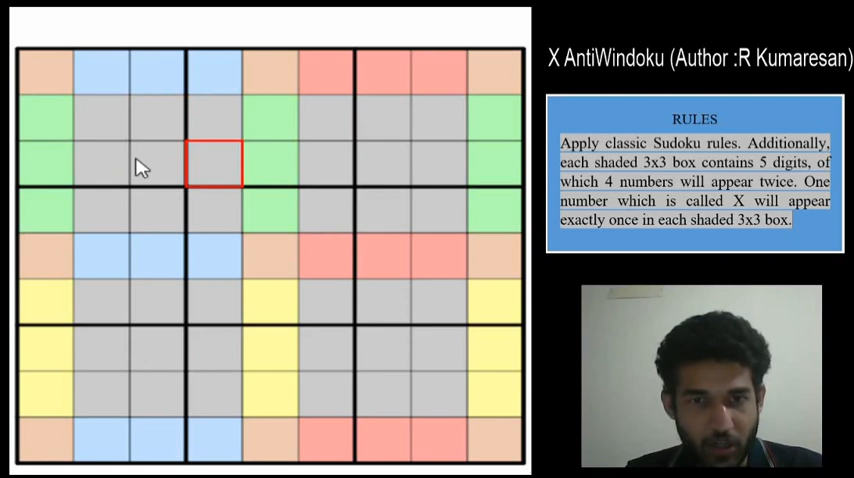 X AntiWindoku (Author :R Kumaresan)
RULES
Apply classic Sudoku rules. Additionally,
each shaded 3x3 box contains 5 digits, of
which 4 numbers will appear twice. One
number which is called X will appear
exactly once in each shaded 3x3 box.